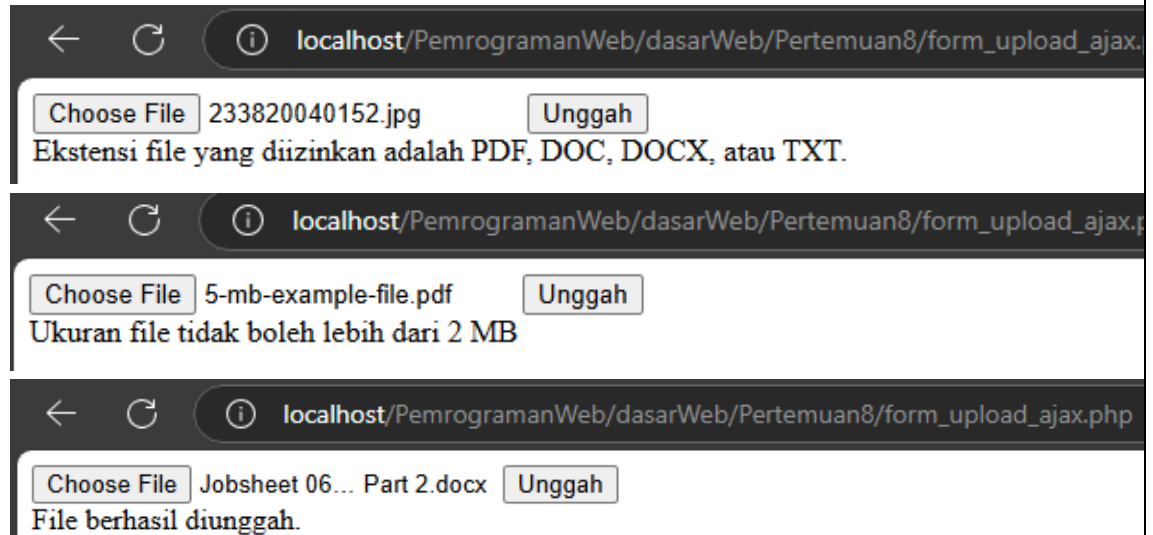 localhost/PemrogramanWeb/dasarWeb/Pertemuan8/form_upload_ajax.
Choose File 233820040152.jpg Unggah
Ekstensi file yang diizinkan adalah PDF, DOC, DOCX, atau TXT.
localhost/PemrogramanWeb/dasarWeb/Pertemuan8/form_upload_ajax.p
Choose File 5-mb-example-file.pdf Unggah
Ukuran file tidak boleh lebih dari 2 MB
localhost/PemrogramanWeb/dasarWeb/Pertemuan8/form_upload_ajax.php
Choose File Jobsheet 06... Part 2.docx Unggah
File berhasil diunggah.